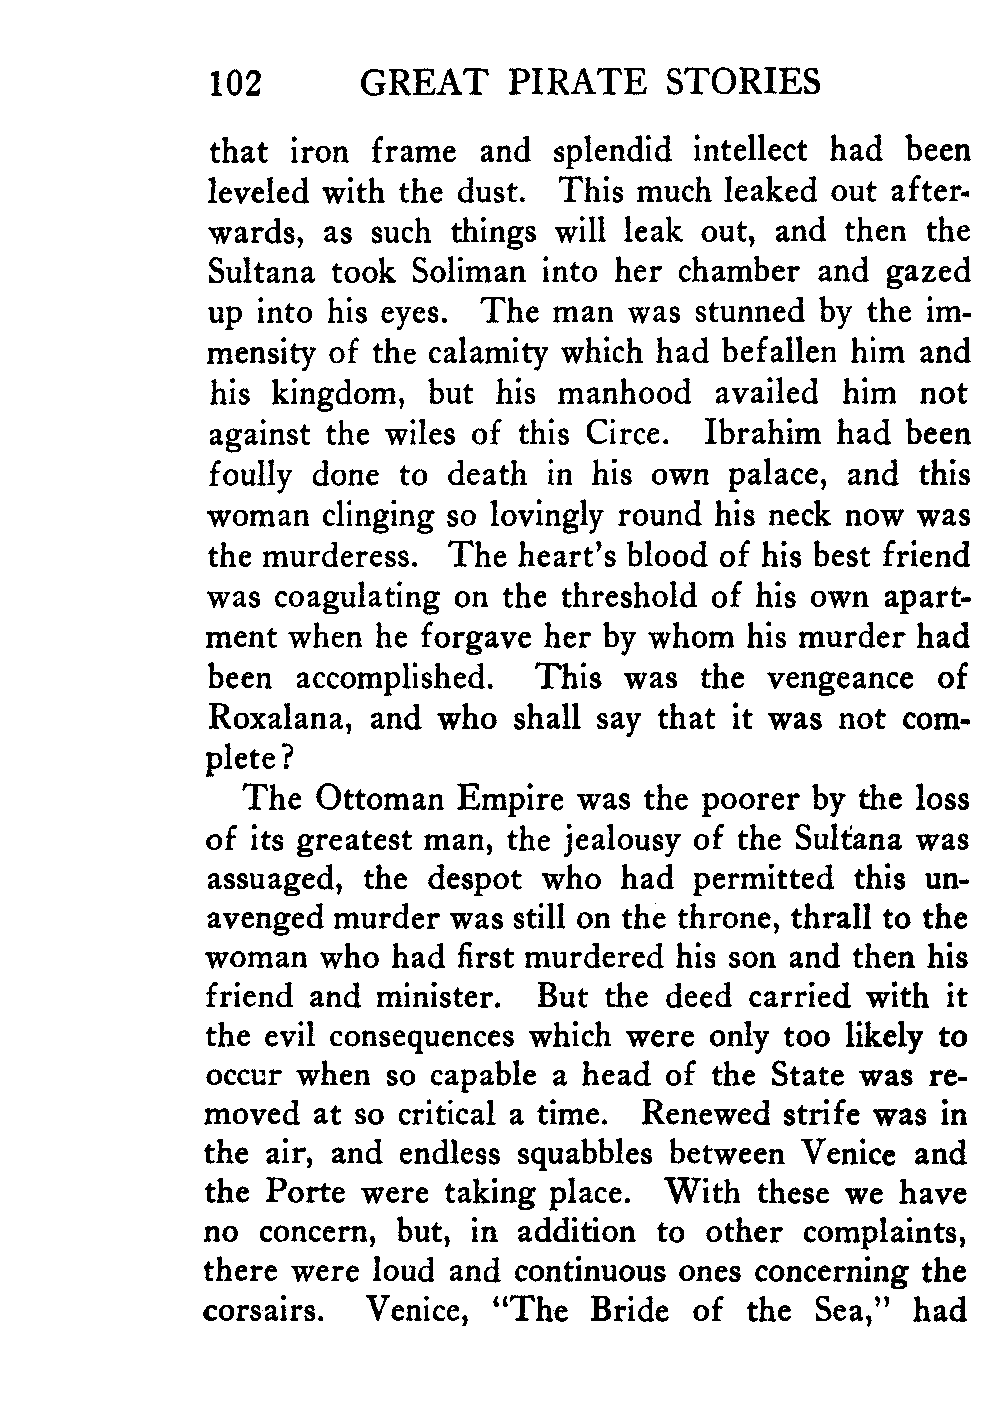 102 GREAT PIRATE STORIES
that iron frame and splendid intellect had been
leveled with the dust. This much leaked out after-
wards, as such things will leak out, and then the
Sultana took Soliman into her chamber and gazed
up into his eyes. The man was stunned by the im-
mensity of the calamity which had befallen him and
his kingdom, but his manhood availed him not
against the wiles of this Circe. Ibrahim had been
foully done to death in his own palace, and this
woman clinging so lovingly round his neck now was
the murderess. The heart's blood of his best friend
was coagulating on the threshold of his own apart-
ment when he forgave her by whom his murder had
been accomplished. This was the vengeance of
Roxalana, and who shall say that it was not com-
plete?
The Ottoman Empire was the poorer by the loss
of its greatest man, the jealousy of the Sultana was
assuaged, the despot who had permitted this un-
avenged murder was still on the throne, thrall to the
woman who had first murdered his son and then his
friend and minister. But the deed carried with it
the evil consequences which were only too likely to
occur when so capable a head of the State was re-
moved at so critical a time. Renewed strife was in
the air, and endless squabbles between Venice and
the Porte were taking place. With these we have
no concern, but, in addition to other complaints,
there were loud and continuous ones concerning the
corsairs. Venice, "The Bride of the Sea," had